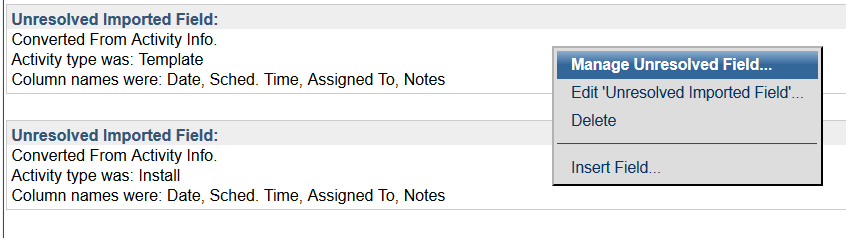 Unresolved Imported Field:
Converted From Activity Info.
Activity type was: Template
Column names were: Date, Sched. Time, Assigned To, Notes
Manage Unresolved Field...
Edit 'Unresolved Imported Field'...
Delete
Insert Field...
Unresolved Imported Field:
Converted From Activity Info.
Activity type was: Install
Column names were: Date, Sched. Time, Assigned To, Notes